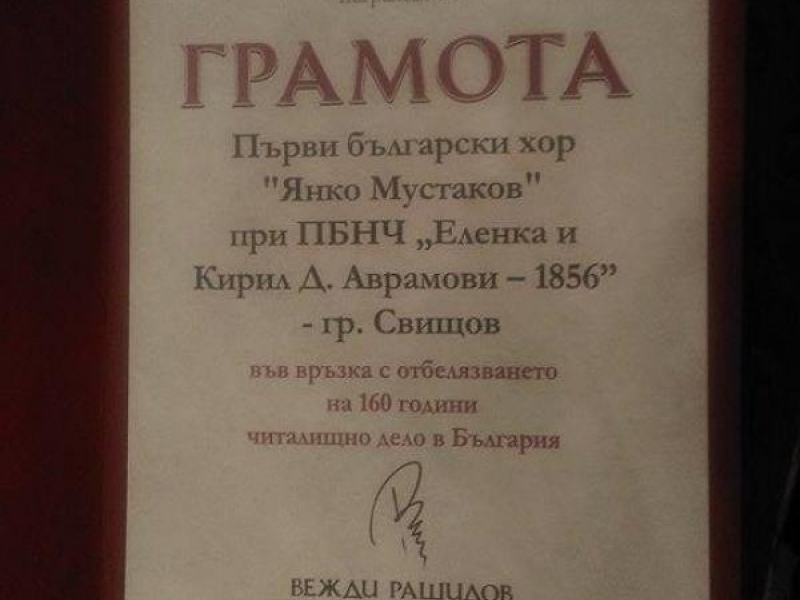 ГРАМОТА
Първи български хор
"Янко Мустаков"
при ПБНЧ „Еленка и
Кирил Д. Аврамови – 1856”
- гр. Свищов
във връзка с отбелязването
на 160 години
читалищно дело в България
ВЕЖДИ РАШИДОВ